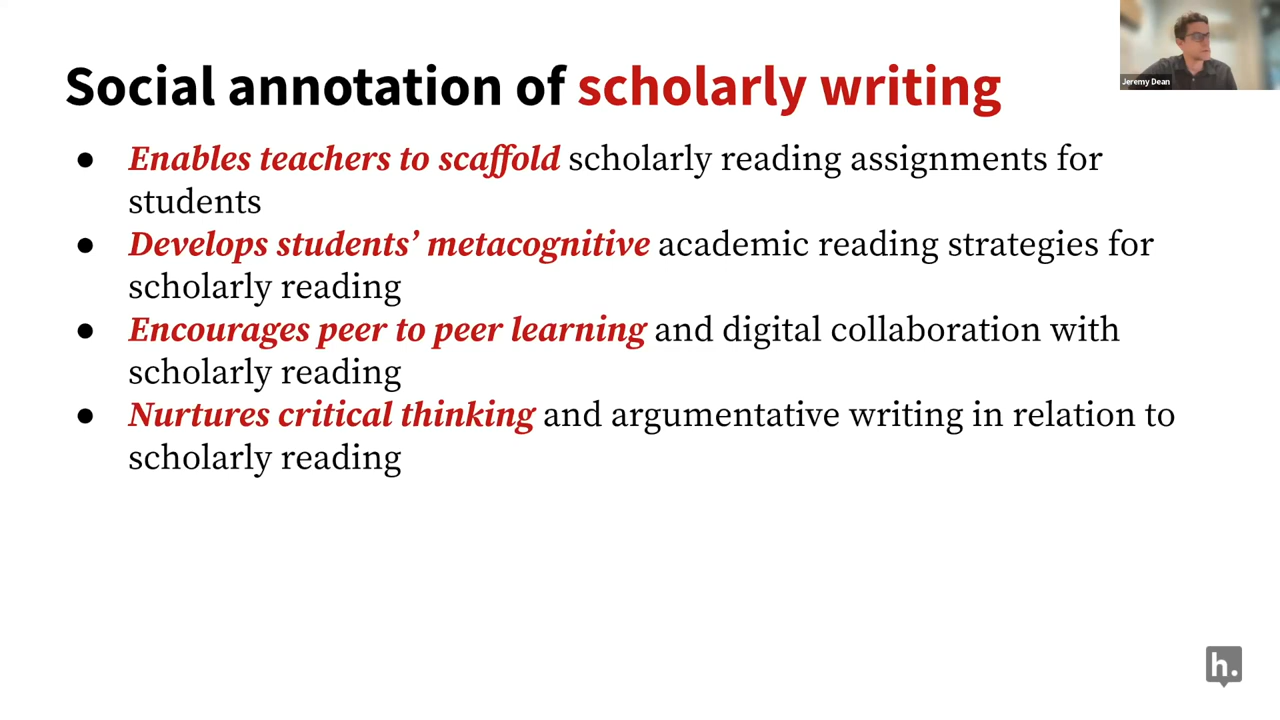 Social annotation of scholarly writing
Jeremy Dean
● Enables teachers to scaffold scholarly reading assignments for
students
● Develops students’ metacognitive academic reading strategies for
scholarly reading
● Encourages peer to peer learning and digital collaboration with
scholarly reading
● Nurtures critical thinking and argumentative writing in relation to
scholarly reading
h.